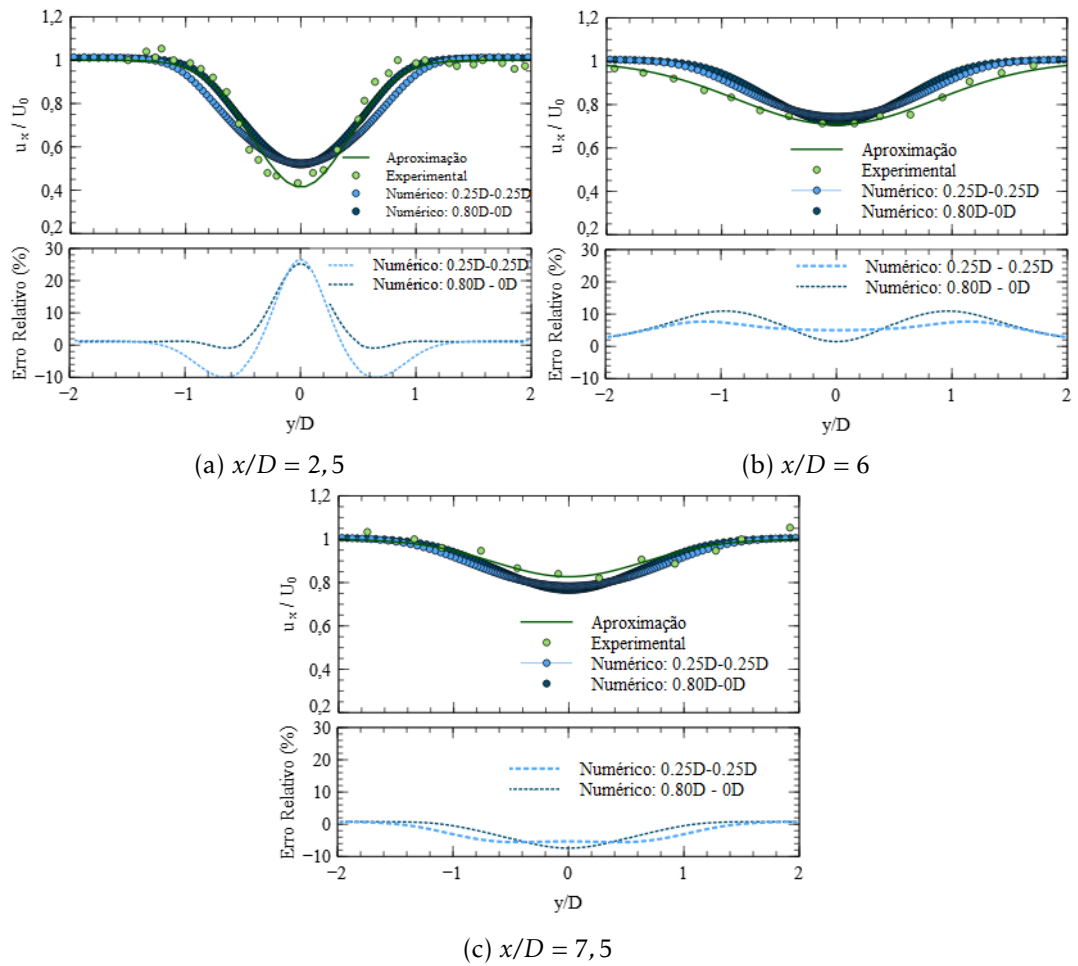 1,2
1
0,8
0,6
0,4
0,2
u_x / U_0
Aproximação
Experimental
Numérico: 0.25D-0.25D
Numérico: 0.80D-0D
30
20
10
0
−10
Erro Relativo (%)
Numérico: 0.25D-0.25D
Numérico: 0.80D - 0D
−2 −1 0 1 2
y/D
(a) x/D = 2,5
1,2
1
0,8
0,6
0,4
0,2
u_x / U_0
Aproximação
Experimental
Numérico: 0.25D-0.25D
Numérico: 0.80D-0D
30
20
10
0
−10
Erro Relativo (%)
Numérico: 0.25D - 0.25D
Numérico: 0.80D - 0D
−2 −1 0 1 2
y/D
(b) x/D = 6
1,2
1
0,8
0,6
0,4
0,2
u_x / U_0
Aproximação
Experimental
Numérico: 0.25D-0.25D
Numérico: 0.80D-0D
30
20
10
0
−10
Erro Relativo (%)
Numérico: 0.25D-0.25D
Numérico: 0.80D - 0D
−2 −1 0 1 2
y/D
(c) x/D = 7,5